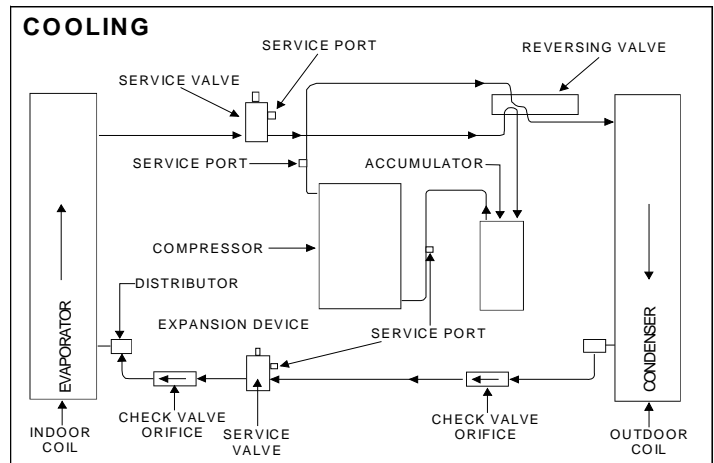 COOLING
SERVICE PORT
REVERSING VALVE
SERVICE VALVE
SERVICE PORT
ACCUMULATOR
COMPRESSOR
DISTRIBUTOR
EXPANSION DEVICE
SERVICE PORT
EVAPORATOR
CONDENSER
INDOOR
COIL
CHECK VALVE
ORIFICE
SERVICE
VALVE
CHECK VALVE
ORIFICE
OUTDOOR
COIL